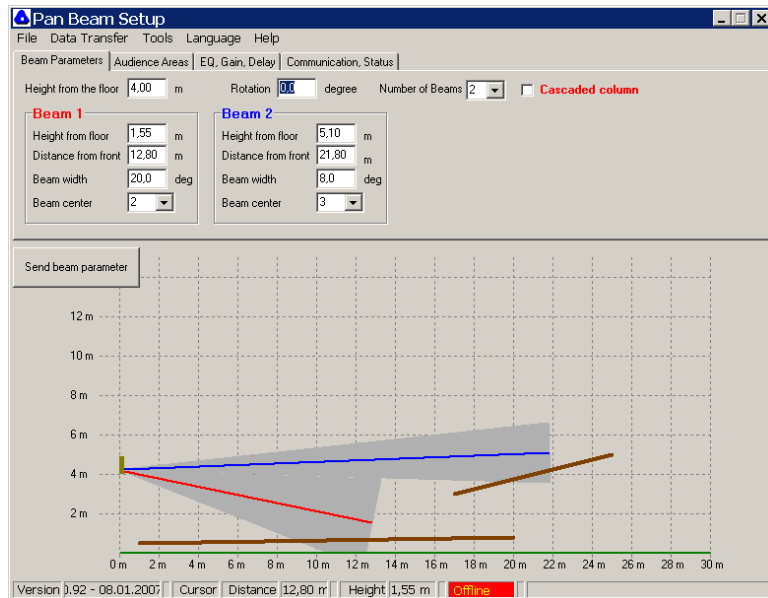 Pan Beam Setup
File Data Transfer Tools Language Help
Beam Parameters Audience Areas EQ, Gain, Delay Communication, Status
Height from the floor 4,00 m Rotation 0,0 degree Number of Beams 2 Cascaded column
Beam 1
Height from floor 1,55 m
Distance from front 12,80 m
Beam width 20,0 deg
Beam center 2
Beam 2
Height from floor 5,10 m
Distance from front 21,80 m
Beam width 8,0 deg
Beam center 3
Send beam parameter
12 m
10 m
8 m
6 m
4 m
2 m
0 m 2 m 4 m 6 m 8 m 10 m 12 m 14 m 16 m 18 m 20 m 22 m 24 m 26 m 28 m 30 m
Version 0.92 - 08.01.2007 Cursor Distance 12,80 m Height 1,55 m Offline